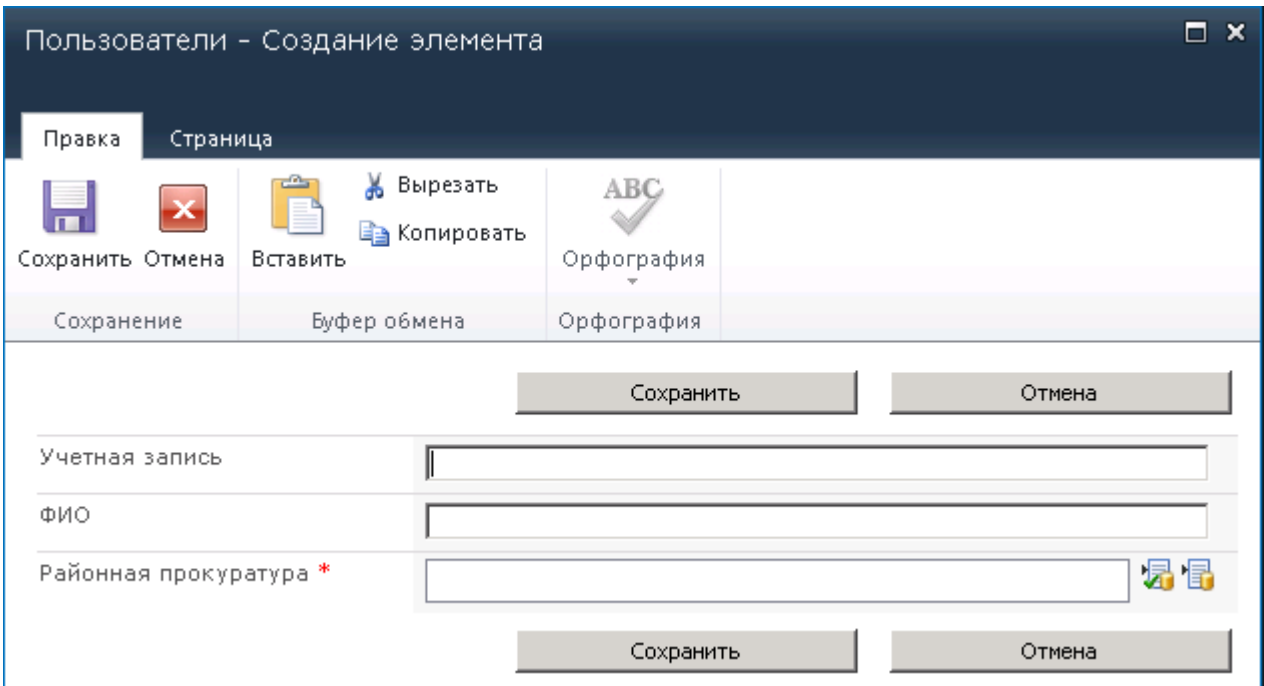 Пользователи - Создание элемента
Правка Страница
Вырезать
ABC
Копировать
Сохранить Отмена Вставить Орфография
Сохранение Буфер обмена Орфография
Сохранить Отмена
Учетная запись
ФИО
Районная прокуратура *
Сохранить Отмена